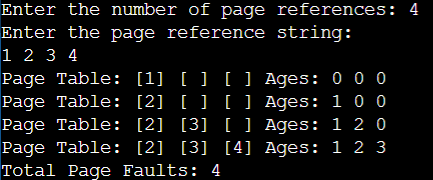 Enter the number of page references: 4
Enter the page reference string:
1 2 3 4
Page Table: [1] [ ] [ ] Ages: 0 0 0
Page Table: [2] [ ] [ ] Ages: 1 0 0
Page Table: [2] [3] [ ] Ages: 1 2 0
Page Table: [2] [3] [4] Ages: 1 2 3
Total Page Faults: 4